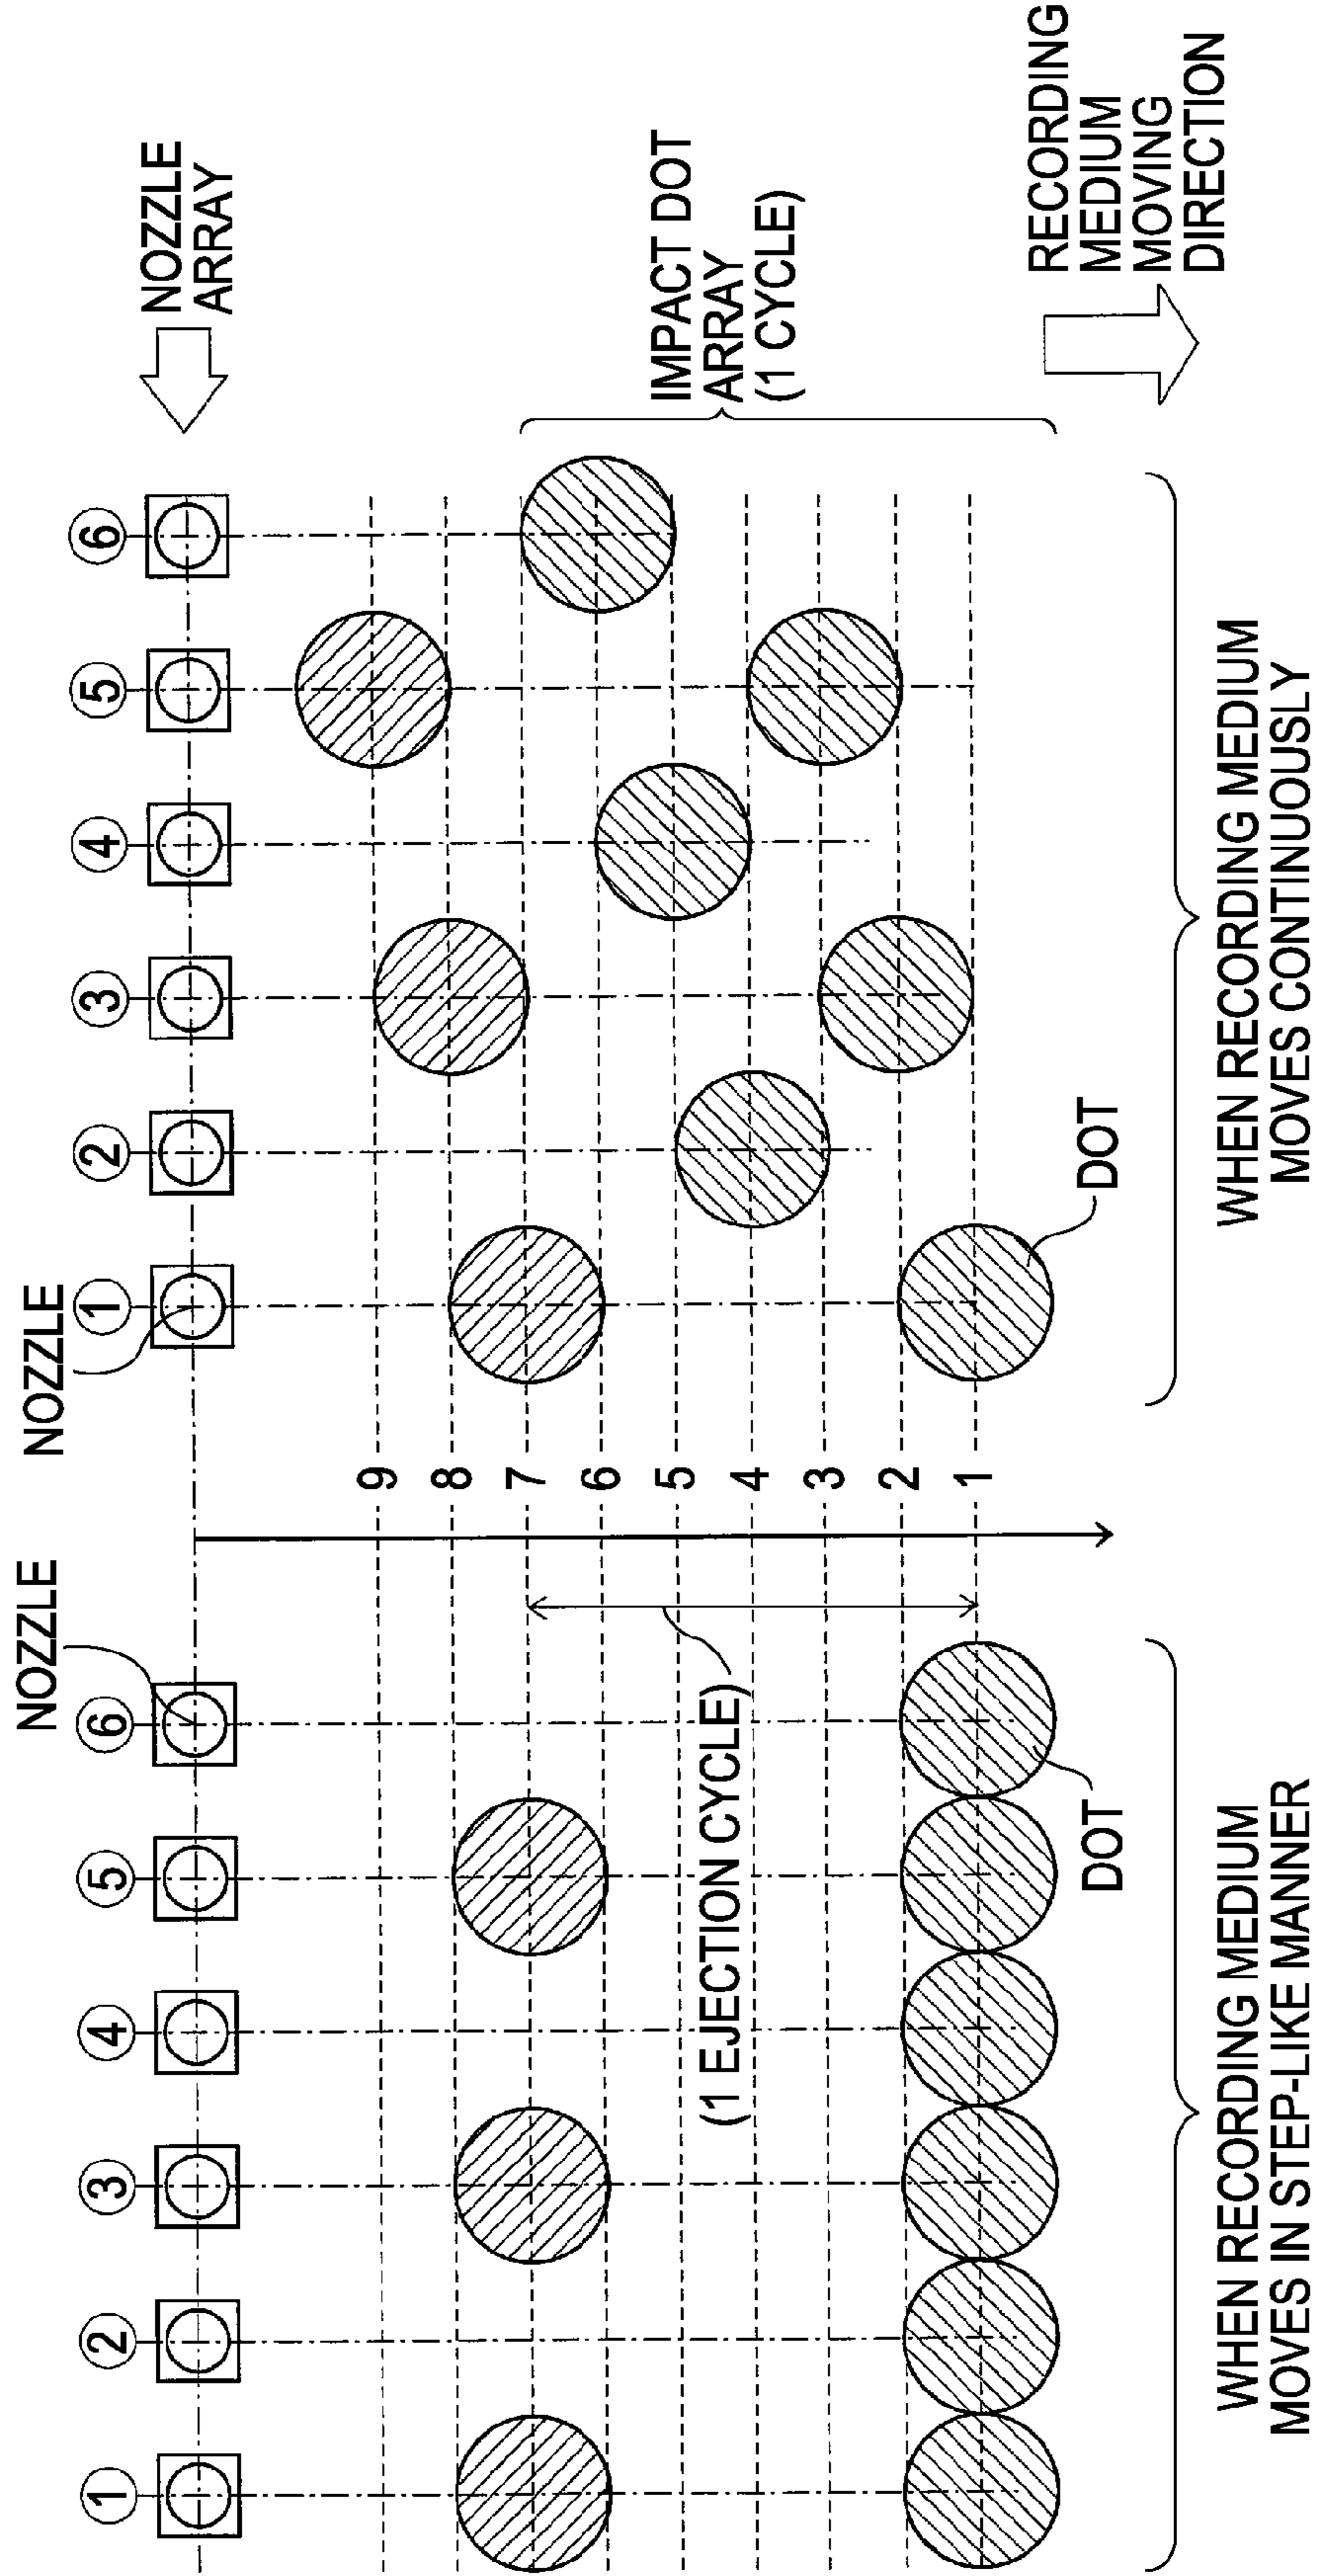 NOZZLE
NOZZLE
① ② ③ ④ ⑤ ⑥
① ② ③ ④ ⑤ ⑥
NOZZLE
ARRAY
9
8
7
6
5
4
3
2
1
(1 EJECTION CYCLE)
IMPACT DOT
ARRAY
(1 CYCLE)
DOT
DOT
RECORDING
MEDIUM
MOVING
DIRECTION
WHEN RECORDING MEDIUM
MOVES IN STEP-LIKE MANNER
WHEN RECORDING MEDIUM
MOVES CONTINUOUSLY